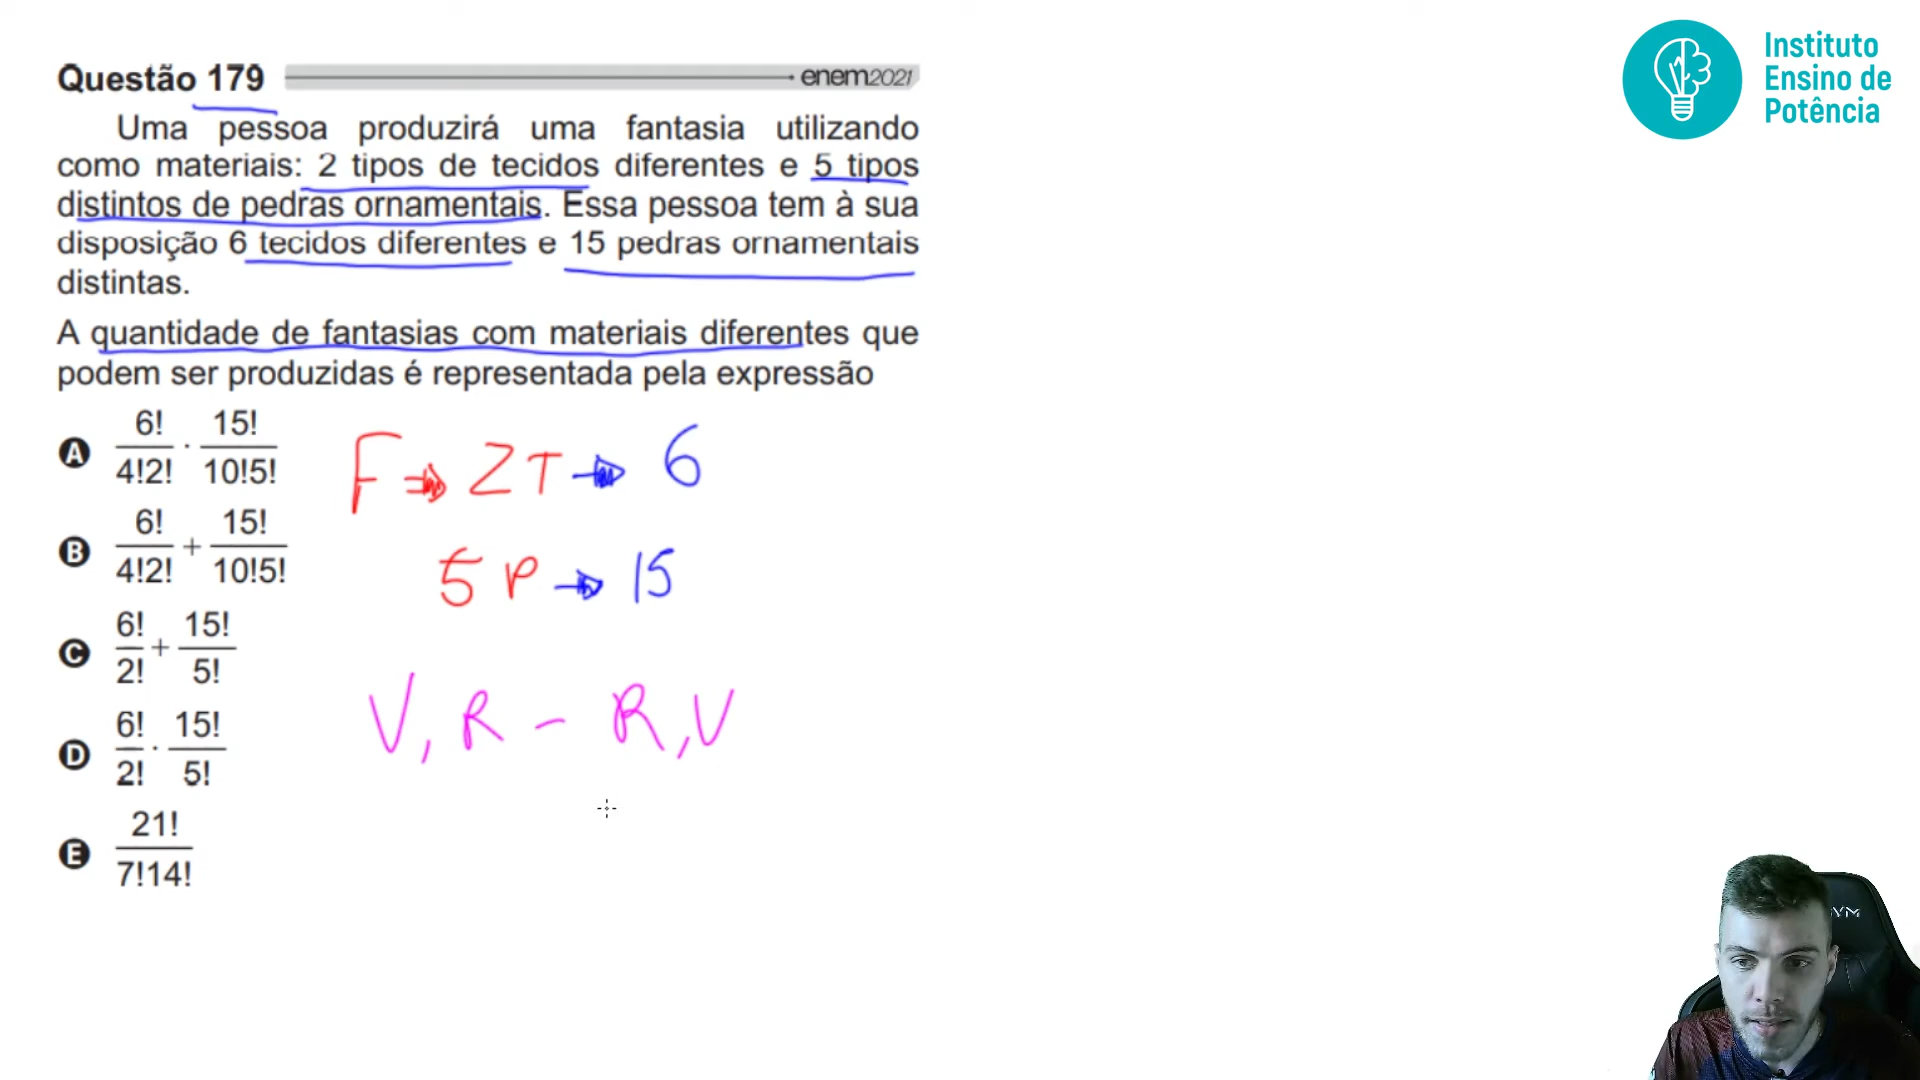 Instituto
Ensino de
Potência
Questão 179 enem2021
Uma pessoa produzirá uma fantasia utilizando
como materiais: 2 tipos de tecidos diferentes e 5 tipos
distintos de pedras ornamentais. Essa pessoa tem à sua
disposição 6 tecidos diferentes e 15 pedras ornamentais
distintas.
A quantidade de fantasias com materiais diferentes que
podem ser produzidas é representada pela expressão
A 6!/4!2! · 15!/10!5!
B 6!/4!2! + 15!/10!5!
C 6!/2! + 15!/5!
D 6!/2! · 15!/5!
E 21!/7!14!
F → 2T → 6
5 P → 15
V, R - R, V